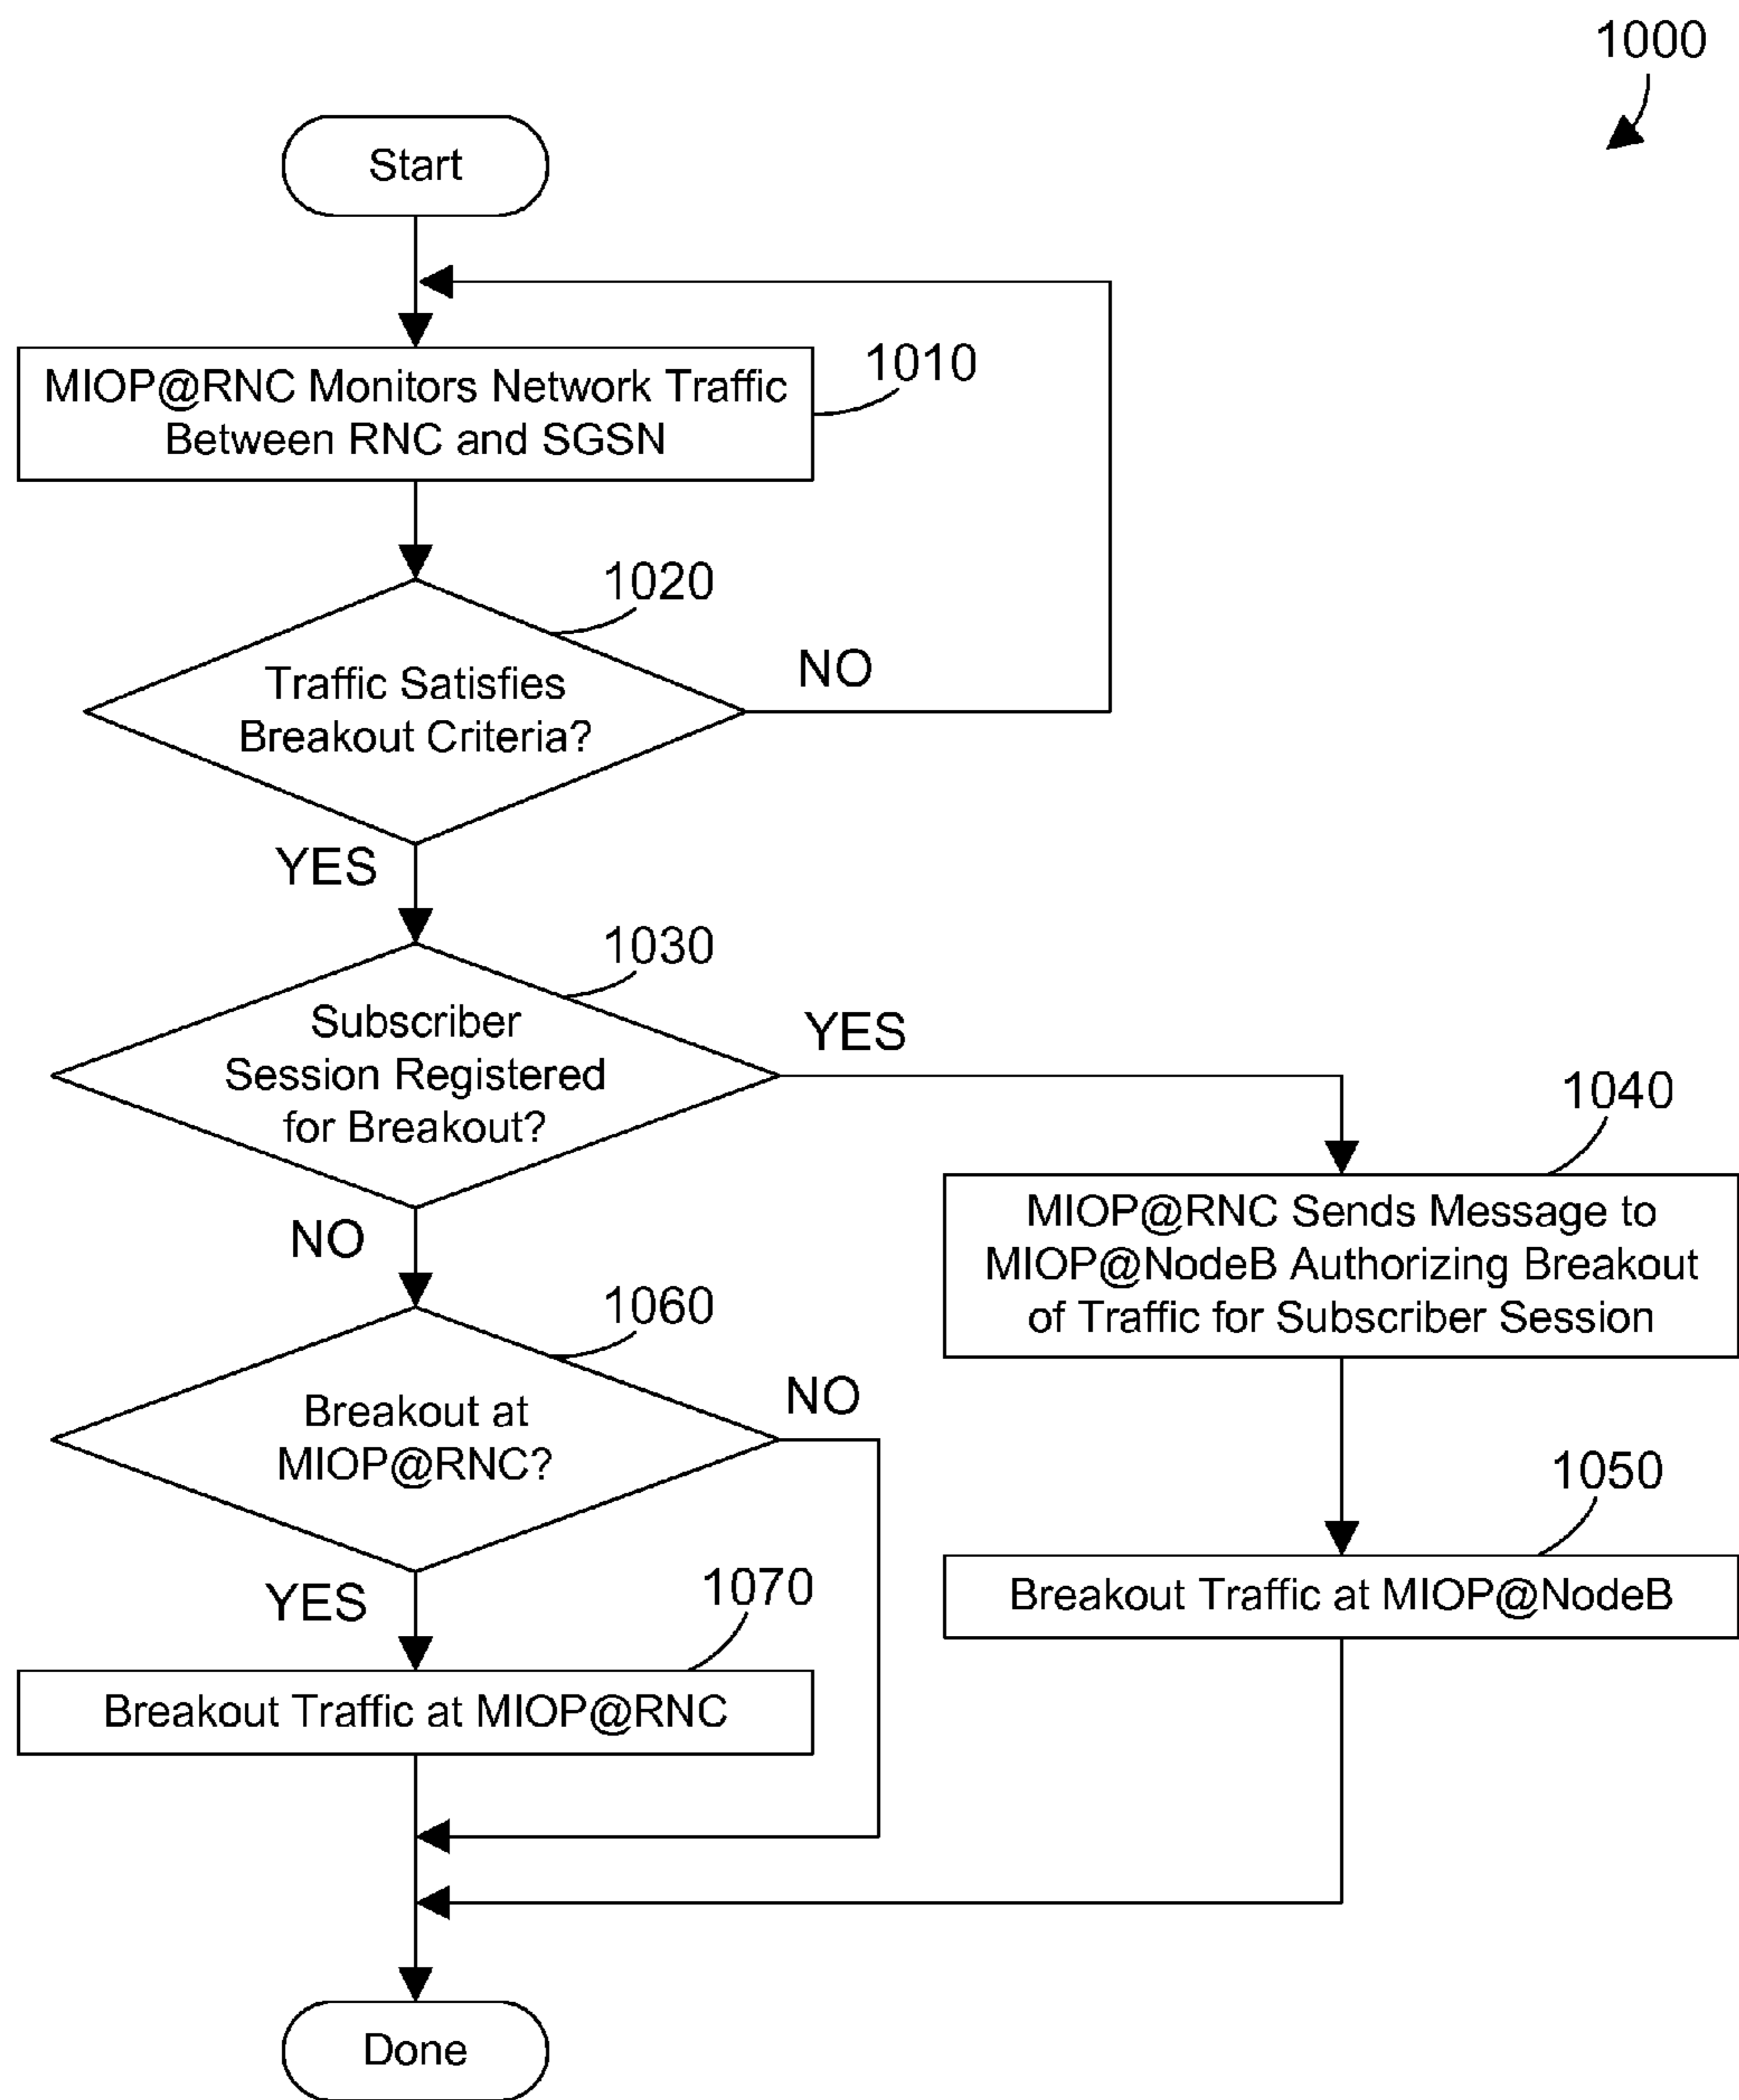 1000
Start
MIOP@RNC Monitors Network Traffic
Between RNC and SGSN
1010
1020
Traffic Satisfies
Breakout Criteria?
NO
YES
1030
Subscriber
Session Registered
for Breakout?
YES
NO
1040
MIOP@RNC Sends Message to
MIOP@NodeB Authorizing Breakout
of Traffic for Subscriber Session
1060
Breakout at
MIOP@RNC?
NO
YES
1050
Breakout Traffic at MIOP@NodeB
1070
Breakout Traffic at MIOP@RNC
Done